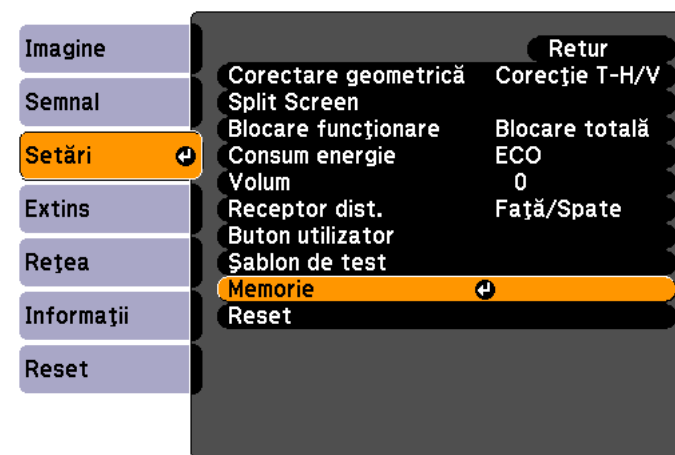 Imagine
Semnal
Setări
Extins
Reţea
Informaţii
Reset
Retur
Corectare geometrică Corecţie T-H/V
Split Screen
Blocare funcţionare Blocare totală
Consum energie ECO
Volum 0
Receptor dist. Faţă/Spate
Buton utilizator
Şablon de test
Memorie
Reset